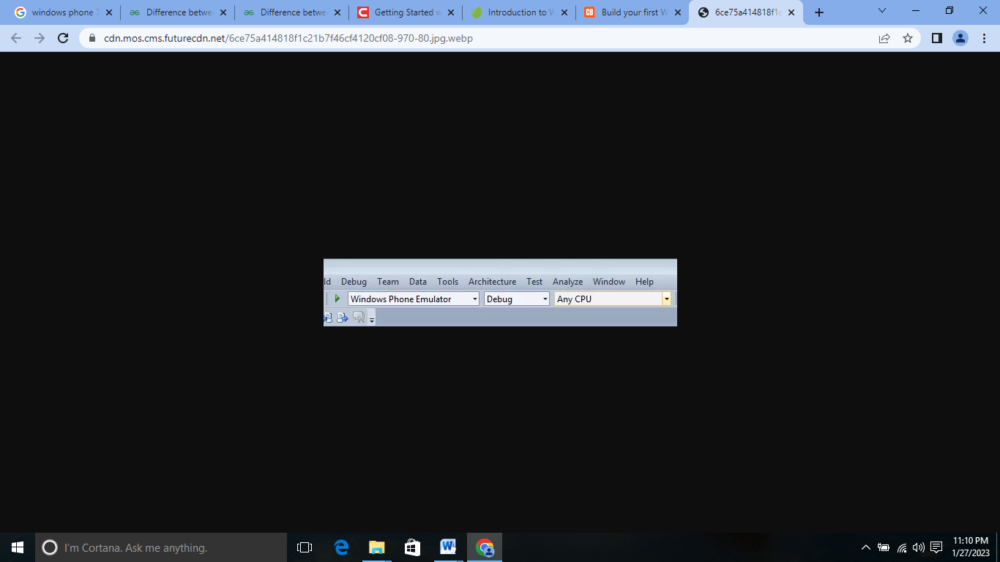 windows phone 7
Difference betwe
Difference betwe
Getting Started w
Introduction to W
Build your first W
6ce75a414818f1c
cdn.mos.cms.futurecdn.net/6ce75a414818f1c21b7f46cf4120cf08-970-80.jpg.webp
ld Debug Team Data Tools Architecture Test Analyze Window Help
Windows Phone Emulator Debug Any CPU
I'm Cortana. Ask me anything.
11:10 PM
1/27/2023